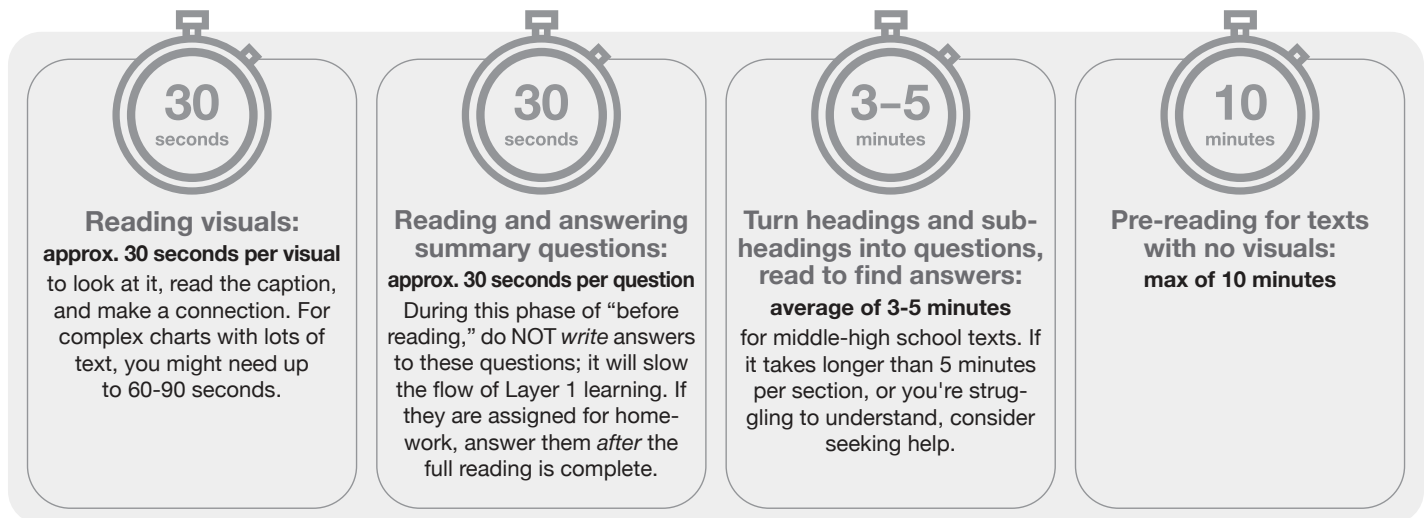 30
seconds
Reading visuals:
approx. 30 seconds per visual
to look at it, read the caption,
and make a connection. For
complex charts with lots of
text, you might need up
to 60-90 seconds.
30
seconds
Reading and answering
summary questions:
approx. 30 seconds per question
During this phase of “before
reading,” do NOT write answers
to these questions; it will slow
the flow of Layer 1 learning. If
they are assigned for home-
work, answer them after the
full reading is complete.
3–5
minutes
Turn headings and sub-
headings into questions,
read to find answers:
average of 3-5 minutes
for middle-high school texts. If
it takes longer than 5 minutes
per section, or you're strug-
gling to understand, consider
seeking help.
10
minutes
Pre-reading for texts
with no visuals:
max of 10 minutes